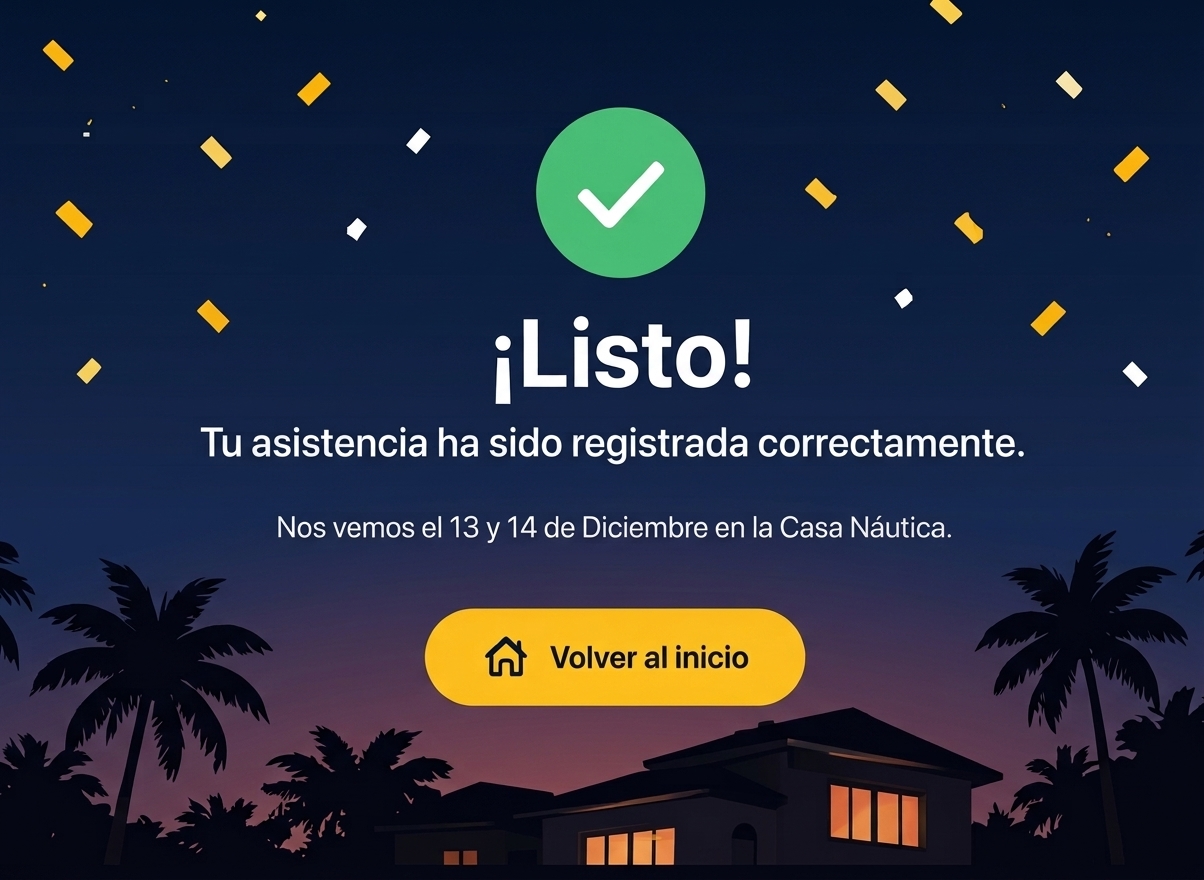 ¡Listo!
Tu asistencia ha sido registrada correctamente.
Nos vemos el 13 y 14 de Diciembre en la Casa Náutica.
Volver al inicio